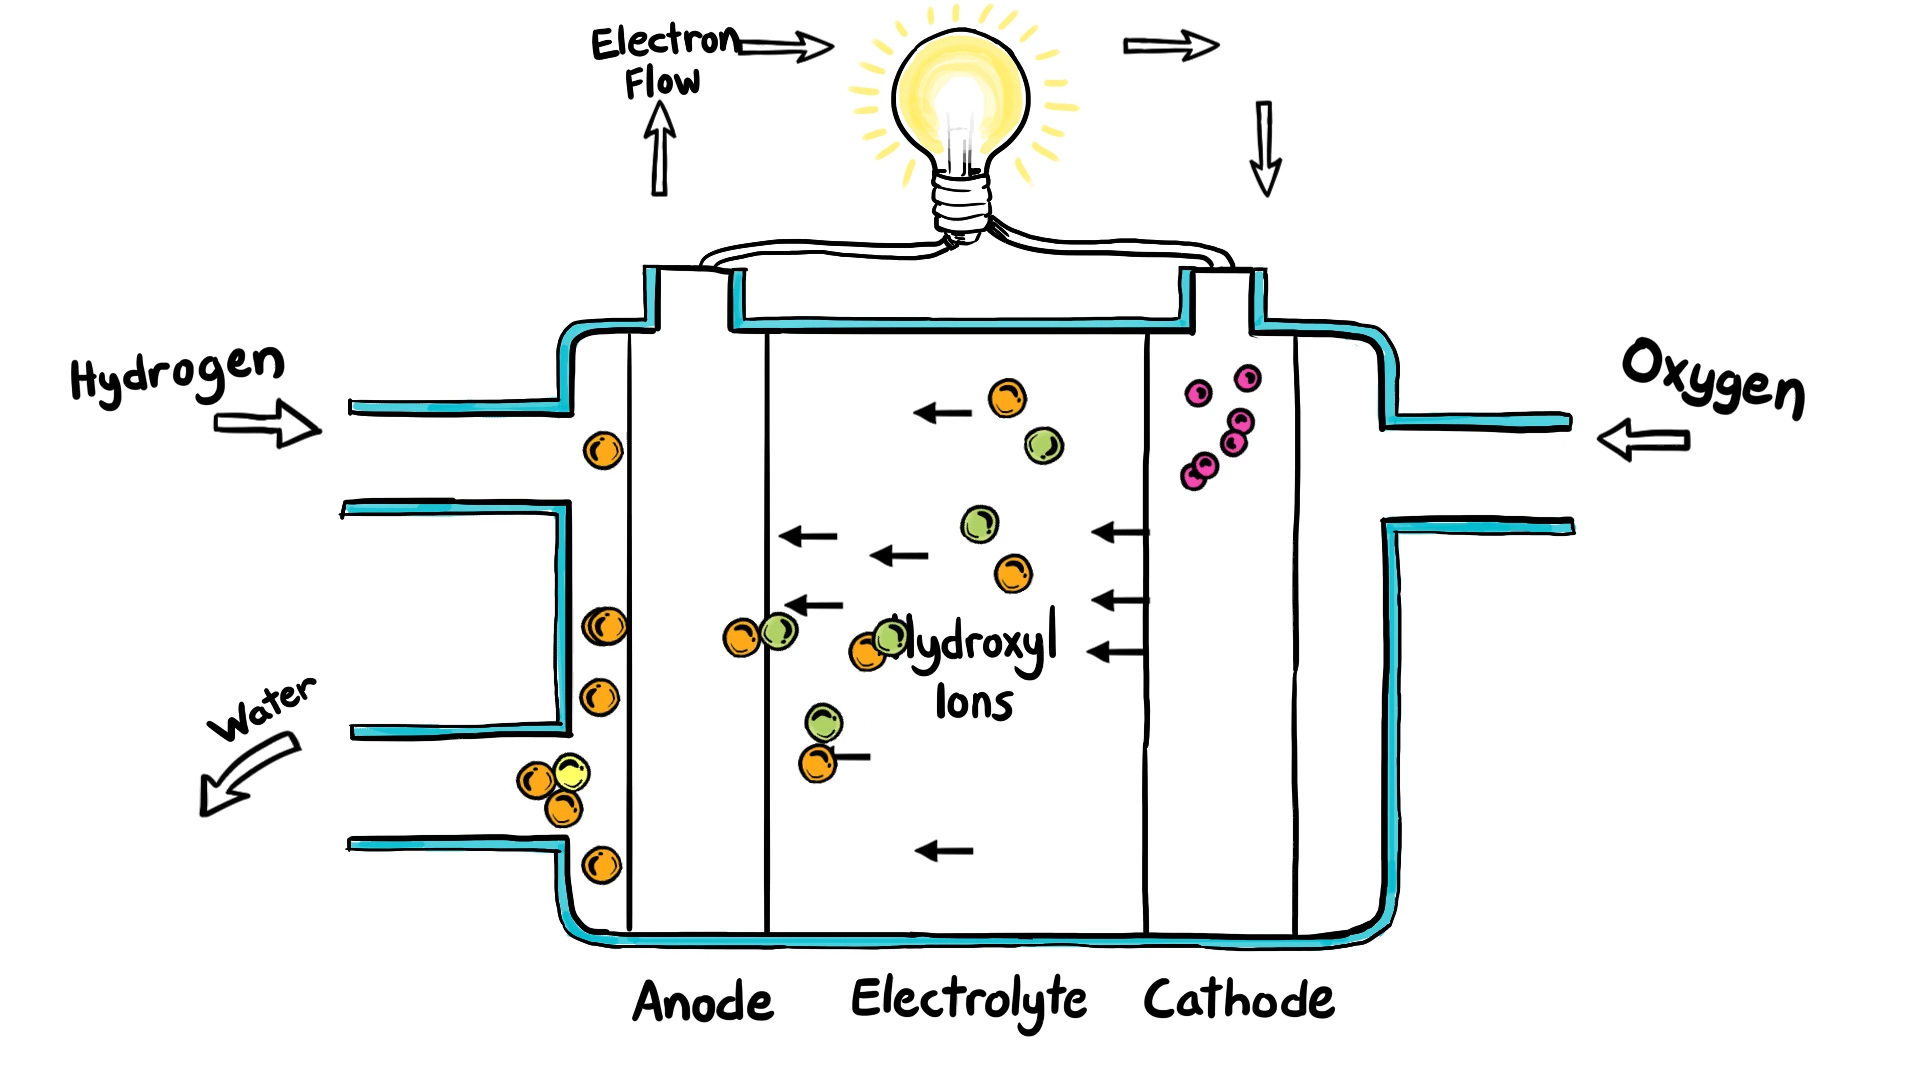 Electron
Flow
Hydrogen
Oxygen
Hydroxyl
Ions
Water
Anode
Electrolyte
Cathode